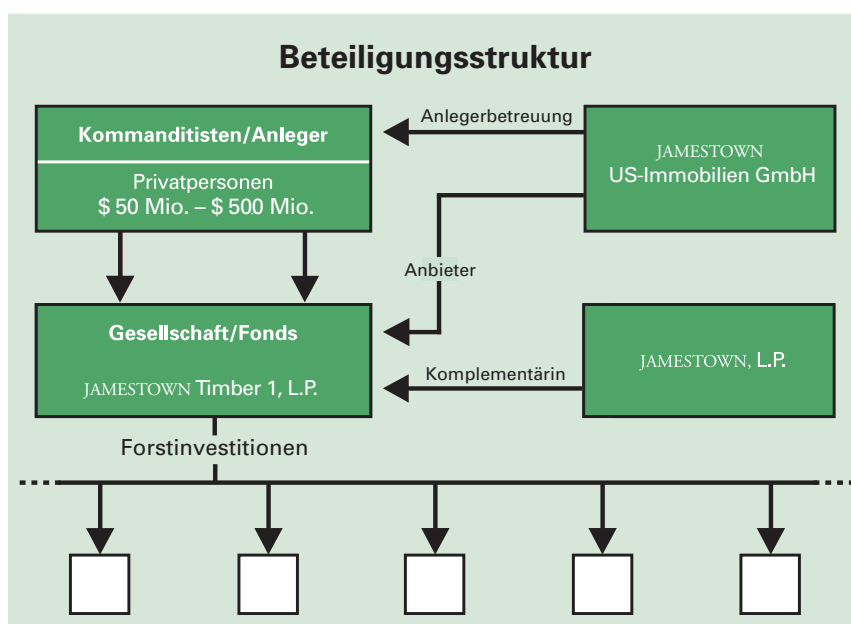 Beteiligungsstruktur
Kommanditisten/Anleger
Privatpersonen
$ 50 Mio. – $ 500 Mio.
Anlegerbetreuung
JAMESTOWN
US-Immobilien GmbH
Anbieter
Gesellschaft/Fonds
JAMESTOWN Timber 1, L.P.
Komplementärin
JAMESTOWN, L.P.
Forstinvestitionen